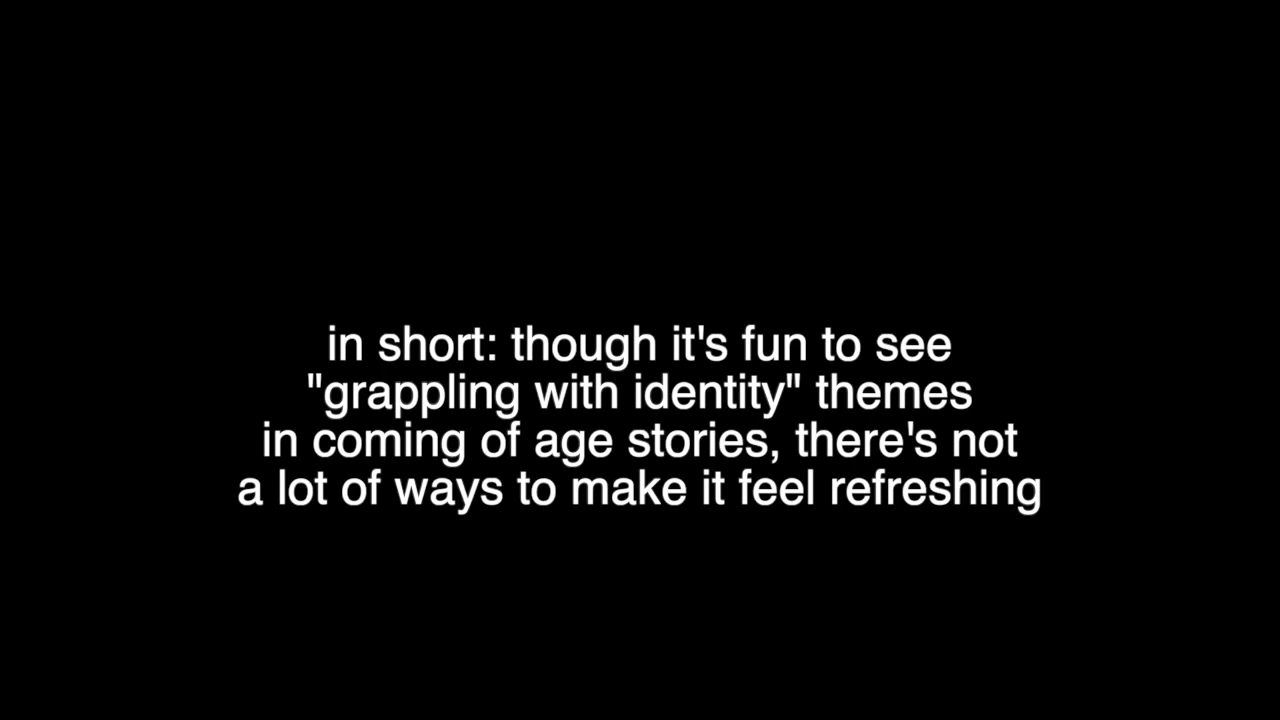 in short: though it's fun to see
"grappling with identity" themes
in coming of age stories, there's not
a lot of ways to make it feel refreshing